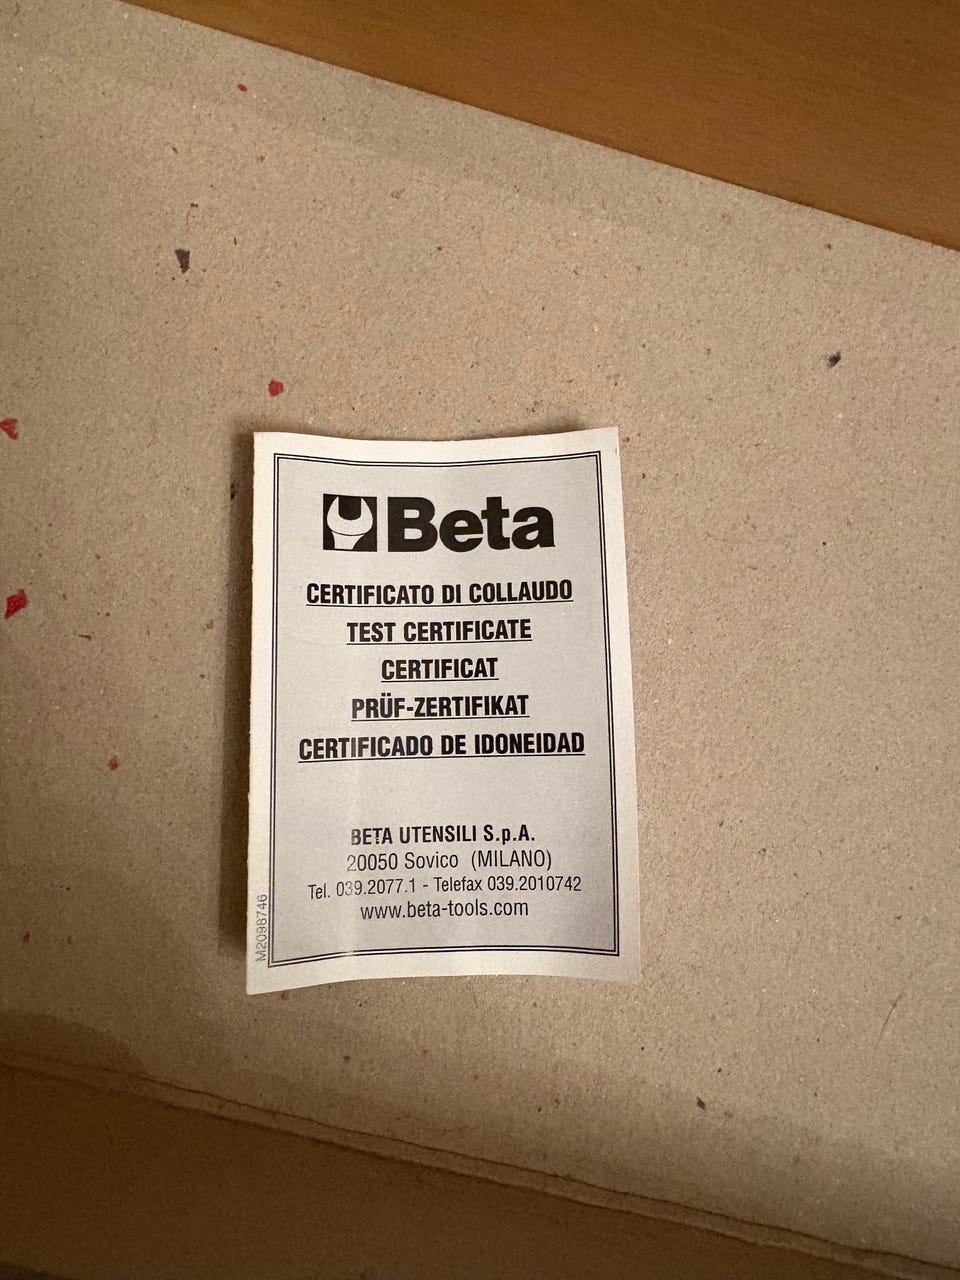 Beta
CERTIFICATO DI COLLAUDO
TEST CERTIFICATE
CERTIFICAT
PRÜF-ZERTIFIKAT
CERTIFICADO DE IDONEIDAD
BETA UTENSILI S.p.A.
20050 Sovico (MILANO)
Tel. 039.2077.1 - Telefax 039.2010742
www.beta-tools.com
M2098746